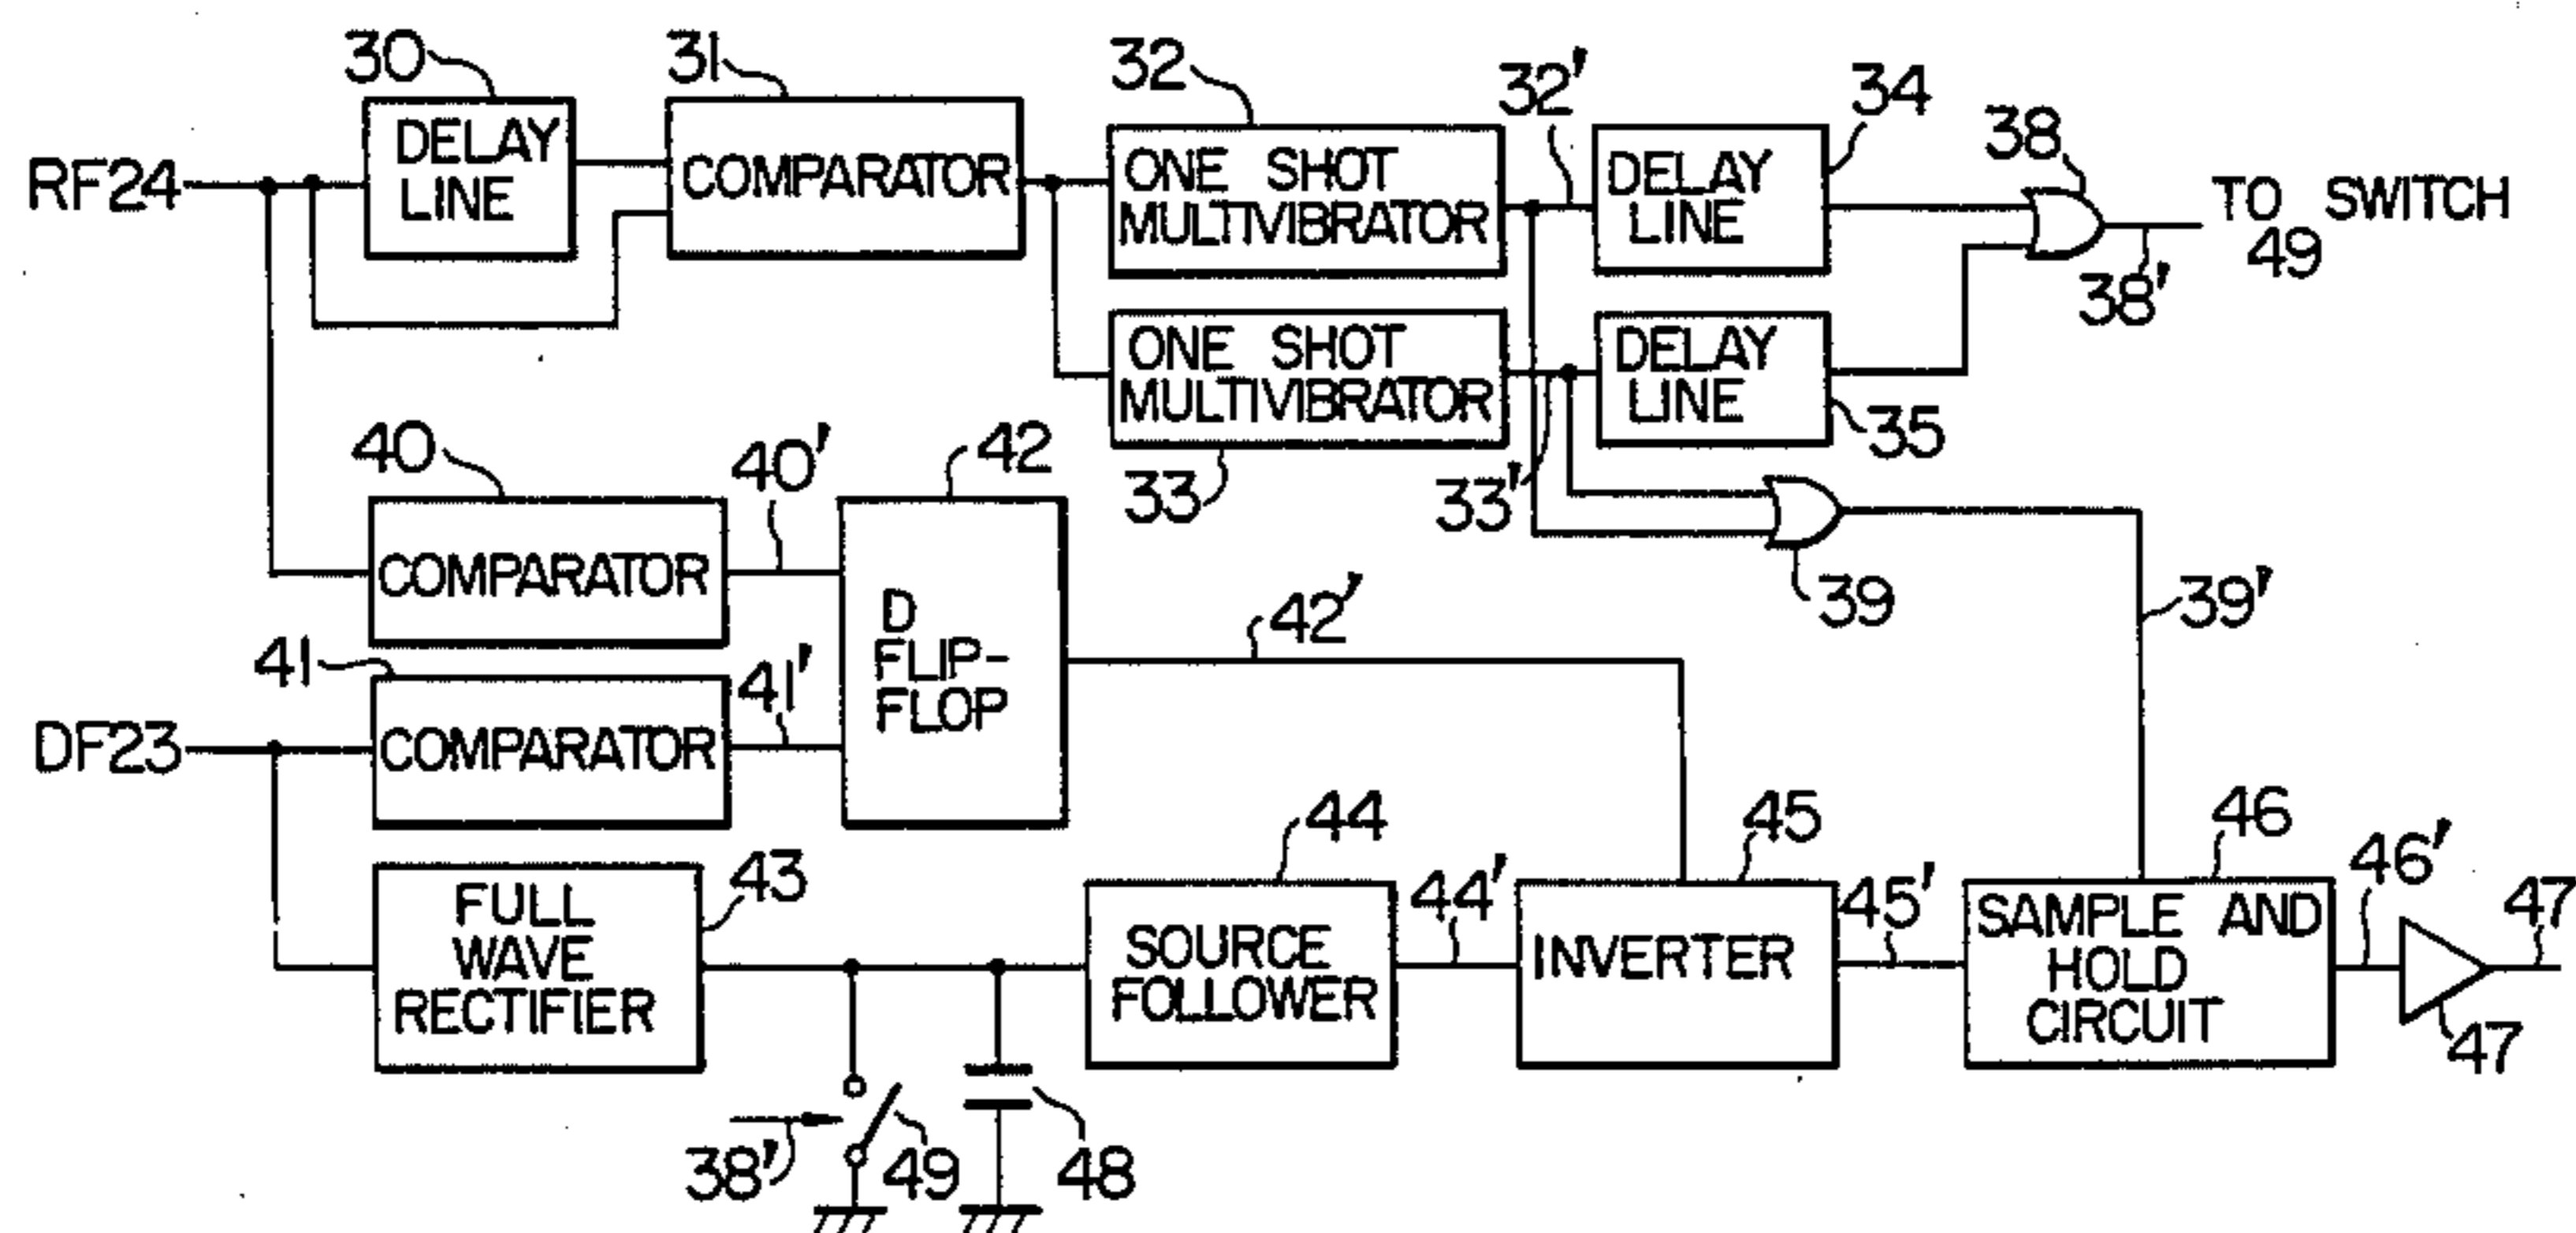 30
31
32
32'
34
38
RF24
DELAY
LINE
COMPARATOR
ONE SHOT
MULTIVIBRATOR
DELAY
LINE
TO SWITCH
49
38'
ONE SHOT
MULTIVIBRATOR
DELAY
LINE
35
33
33'
40
40'
42
COMPARATOR
D
FLIP-
FLOP
39
39'
42'
41
41'
DF23
COMPARATOR
43
44
44'
45
45'
46
46'
47
FULL
WAVE
RECTIFIER
SOURCE
FOLLOWER
INVERTER
SAMPLE AND
HOLD
CIRCUIT
47
38'
49
48